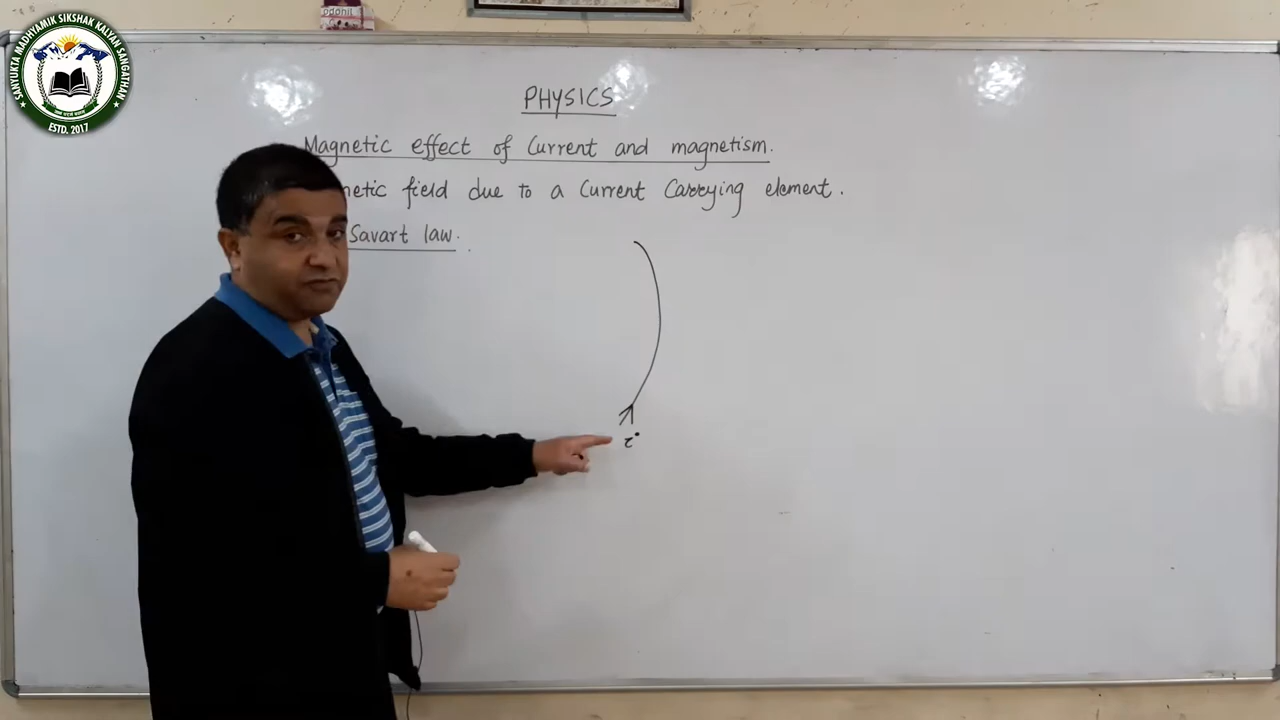 SANYUKTA MADHYAMIK SIKSHAK KALYAN SANGATHAN
ESTD. 2017
odonil
PHYSICS
Magnetic effect of Current and magnetism.
netic field due to a Current Carrying element.
Savart law.
i